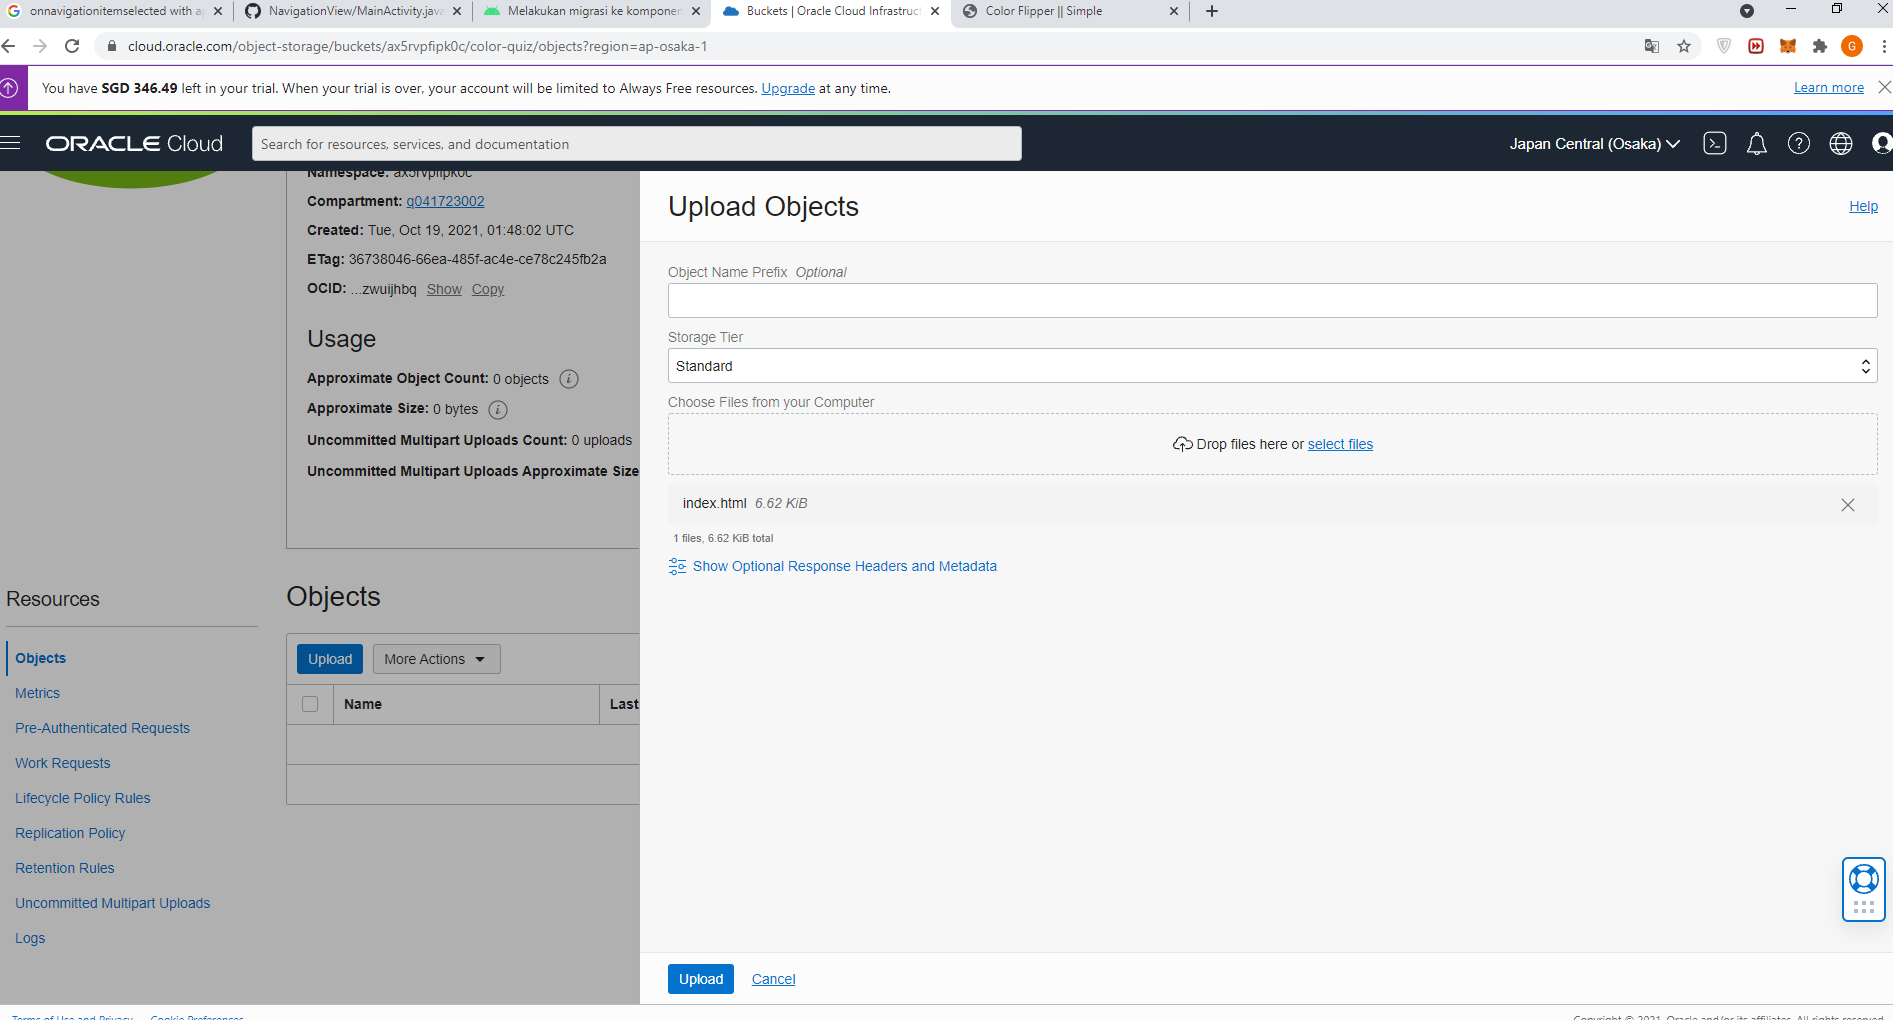 onnavigationitemselected with a
NavigationView/MainActivity.java
Melakukan migrasi ke komponen
Buckets | Oracle Cloud Infrastruct
Color Flipper || Simple
cloud.oracle.com/object-storage/buckets/ax5rvpfipk0c/color-quiz/objects?region=ap-osaka-1
G
You have SGD 346.49 left in your trial. When your trial is over, your account will be limited to Always Free resources. Upgrade at any time.
Learn more
ORACLE Cloud
Search for resources, services, and documentation
Japan Central (Osaka)
Namespace: ax5rvpfipk0c
Compartment: q041723002
Created: Tue, Oct 19, 2021, 01:48:02 UTC
ETag: 36738046-66ea-485f-ac4e-ce78c245fb2a
OCID: ...zwuijhbq Show Copy
Usage
Approximate Object Count: 0 objects
Approximate Size: 0 bytes
Uncommitted Multipart Uploads Count: 0 uploads
Uncommitted Multipart Uploads Approximate Size
Resources
Objects
Metrics
Pre-Authenticated Requests
Work Requests
Lifecycle Policy Rules
Replication Policy
Retention Rules
Uncommitted Multipart Uploads
Logs
Objects
Upload
More Actions
Name
Last
Upload Objects
Help
Object Name Prefix Optional
Storage Tier
Standard
Choose Files from your Computer
Drop files here or select files
index.html 6.62 KiB
1 files, 6.62 KiB total
Show Optional Response Headers and Metadata
Upload
Cancel
Terms of Use and Privacy
Cookie Preferences
Copyright © 2021, Oracle and/or its affiliates. All rights reserved.